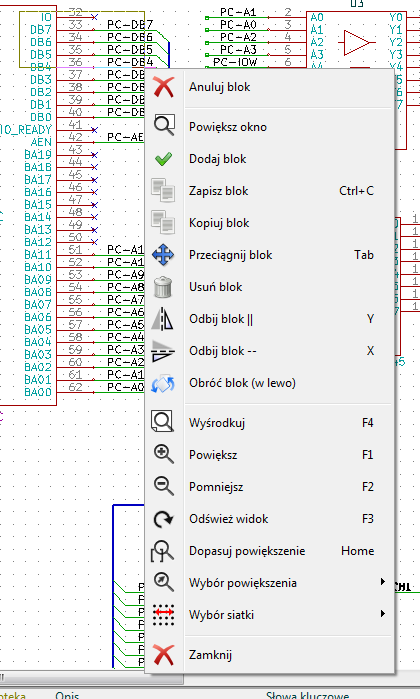 IO 32
DB7 33 PC-DB7
DB6 34 PC-DB6
DB5 35 PC-DB5
DB4 36 PC-DB4
DB3 37 PC-DB
DB2 38 PC-DB
DB1 39 PC-DB
DB0 40 PC-DB
IO_READY 41
AEN 42 PC-AE
BA19 43
BA18 44
BA17 45
BA16 46
BA15 47
BA14 48
BA13 49
BA12 50
BA11 51 PC-A1
BA10 52 PC-A1
BA09 53 PC-A9
BA08 54 PC-A8
BA07 55 PC-A7
BA06 56 PC-A6
BA05 57 PC-A5
BA04 58 PC-A4
BA03 59 PC-A3
BA02 60 PC-A2
BA01 61 PC-A1
BA00 62 PC-A0
U3
PC-A1 2 A0 Y0
PC-A0 3 A1 Y1
PC-A2 4 A2 Y2
PC-A3 5 A3 Y3
PC-IOW 6 A4 Y4
Anuluj blok
Powiększ okno
Dodaj blok
Zapisz blok Ctrl+C
Kopiuj blok
Przeciągnij blok Tab
Usuń blok
Odbij blok || Y
Odbij blok -- X
Obróć blok (w lewo)
Wyśrodkuj F4
Powiększ F1
Pomniejsz F2
Odśwież widok F3
Dopasuj powiększenie Home
Wybór powiększenia
Wybór siatki
Zamknij
Opis
Słowa kluczowe